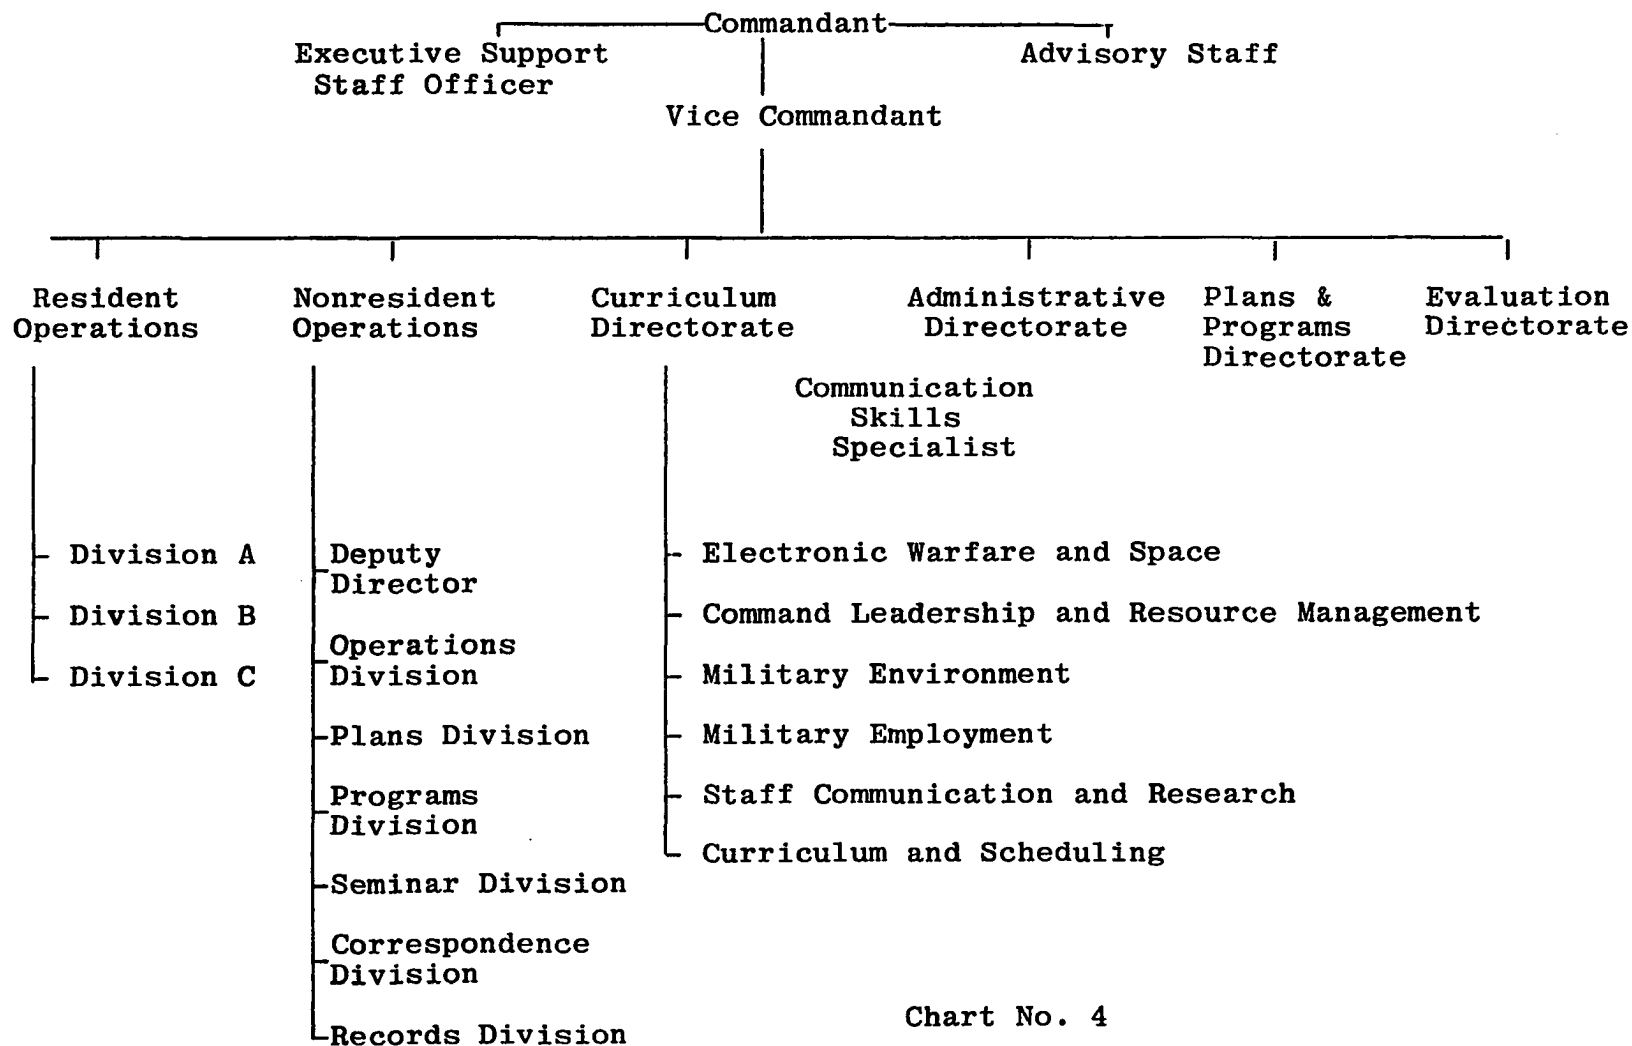 Commandant
Executive Support
Staff Officer
Advisory Staff
Vice Commandant
Resident
Operations
Nonresident
Operations
Curriculum
Directorate
Administrative
Directorate
Plans &
Programs
Directorate
Evaluation
Directorate
Communication
Skills
Specialist
Division A
Division B
Division C
Deputy
Director
Operations
Division
Plans Division
Programs
Division
Seminar Division
Correspondence
Division
Records Division
Electronic Warfare and Space
Command Leadership and Resource Management
Military Environment
Military Employment
Staff Communication and Research
Curriculum and Scheduling
Chart No. 4